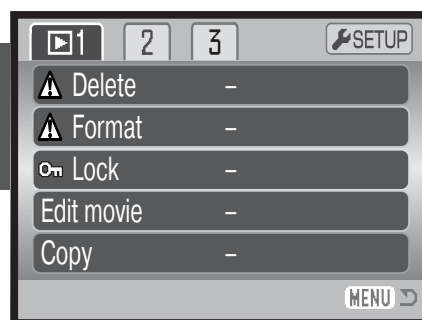 1 2 3 SETUP
Delete –
Format –
Lock –
Edit movie –
Copy –
MENU